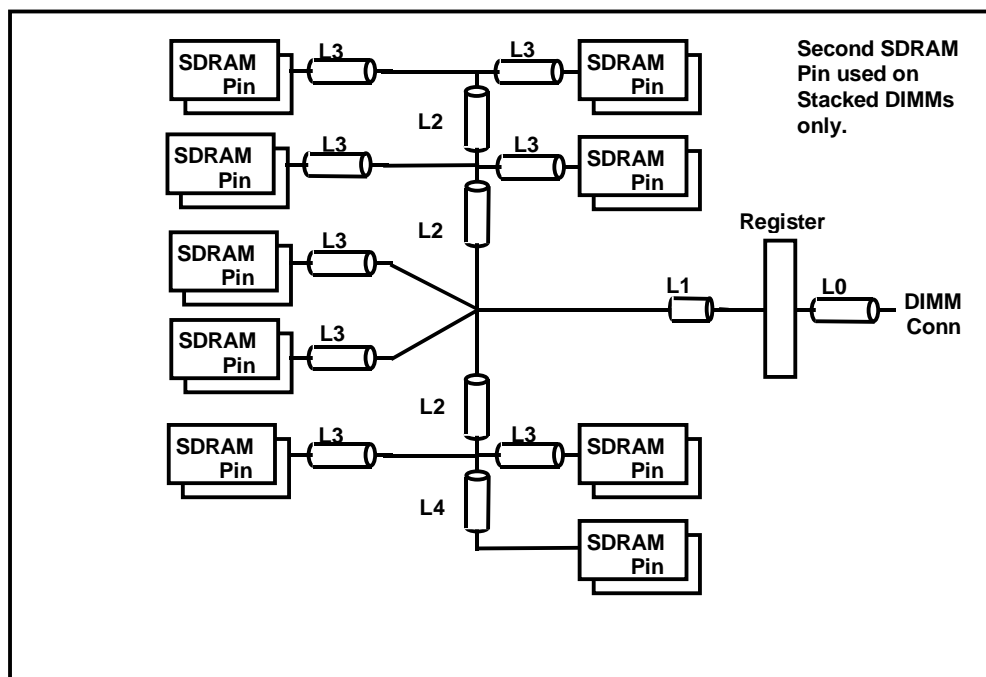 L3
L3
SDRAM
Pin
SDRAM
Pin
Second SDRAM
Pin used on
Stacked DIMMs
only.
L2
L3
L3
SDRAM
Pin
SDRAM
Pin
L2
Register
SDRAM
Pin
L3
L1
L0
DIMM
Conn
SDRAM
Pin
L3
L2
SDRAM
Pin
L3
L3
SDRAM
Pin
L4
SDRAM
Pin